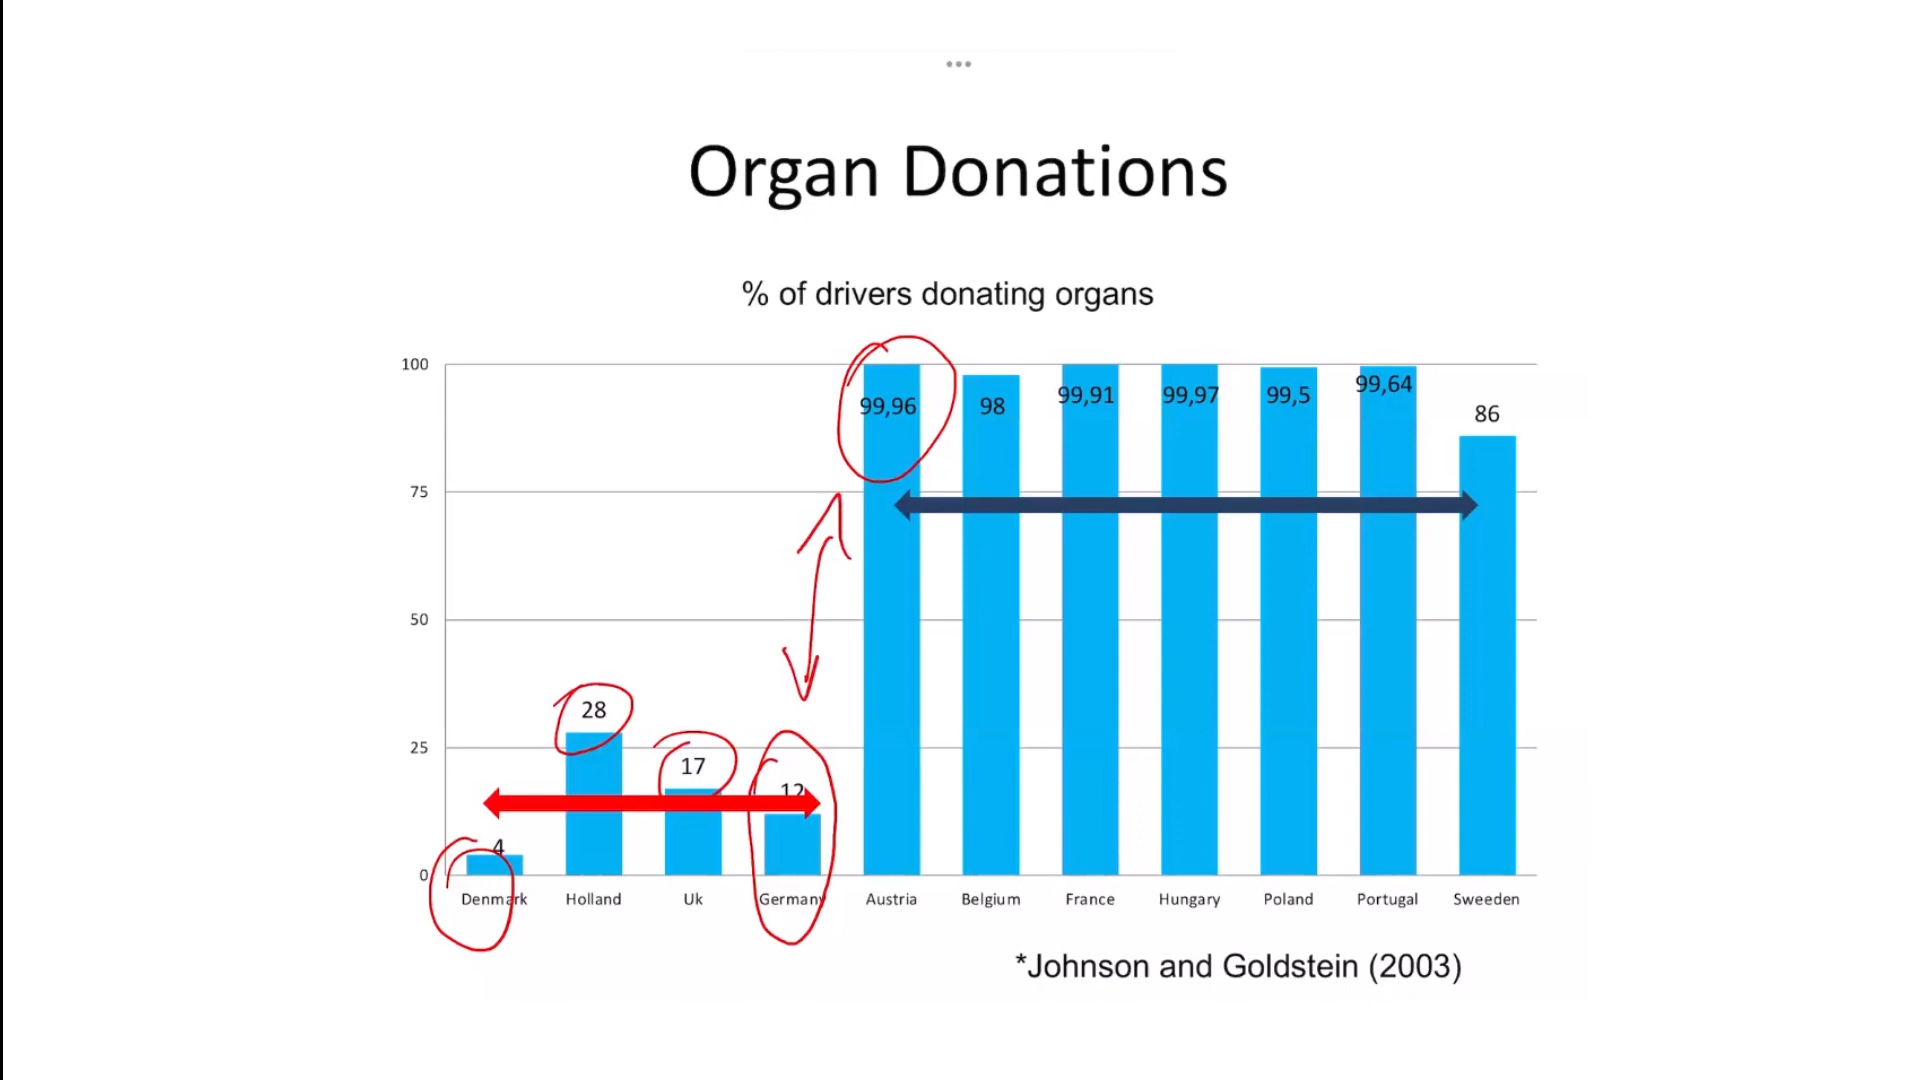 Organ Donations
% of drivers donating organs
100
75
50
25
0
4
28
17
12
99,96
98
99,91
99,97
99,5
99,64
86
Denmark
Holland
Uk
Germany
Austria
Belgium
France
Hungary
Poland
Portugal
Sweeden
*Johnson and Goldstein (2003)